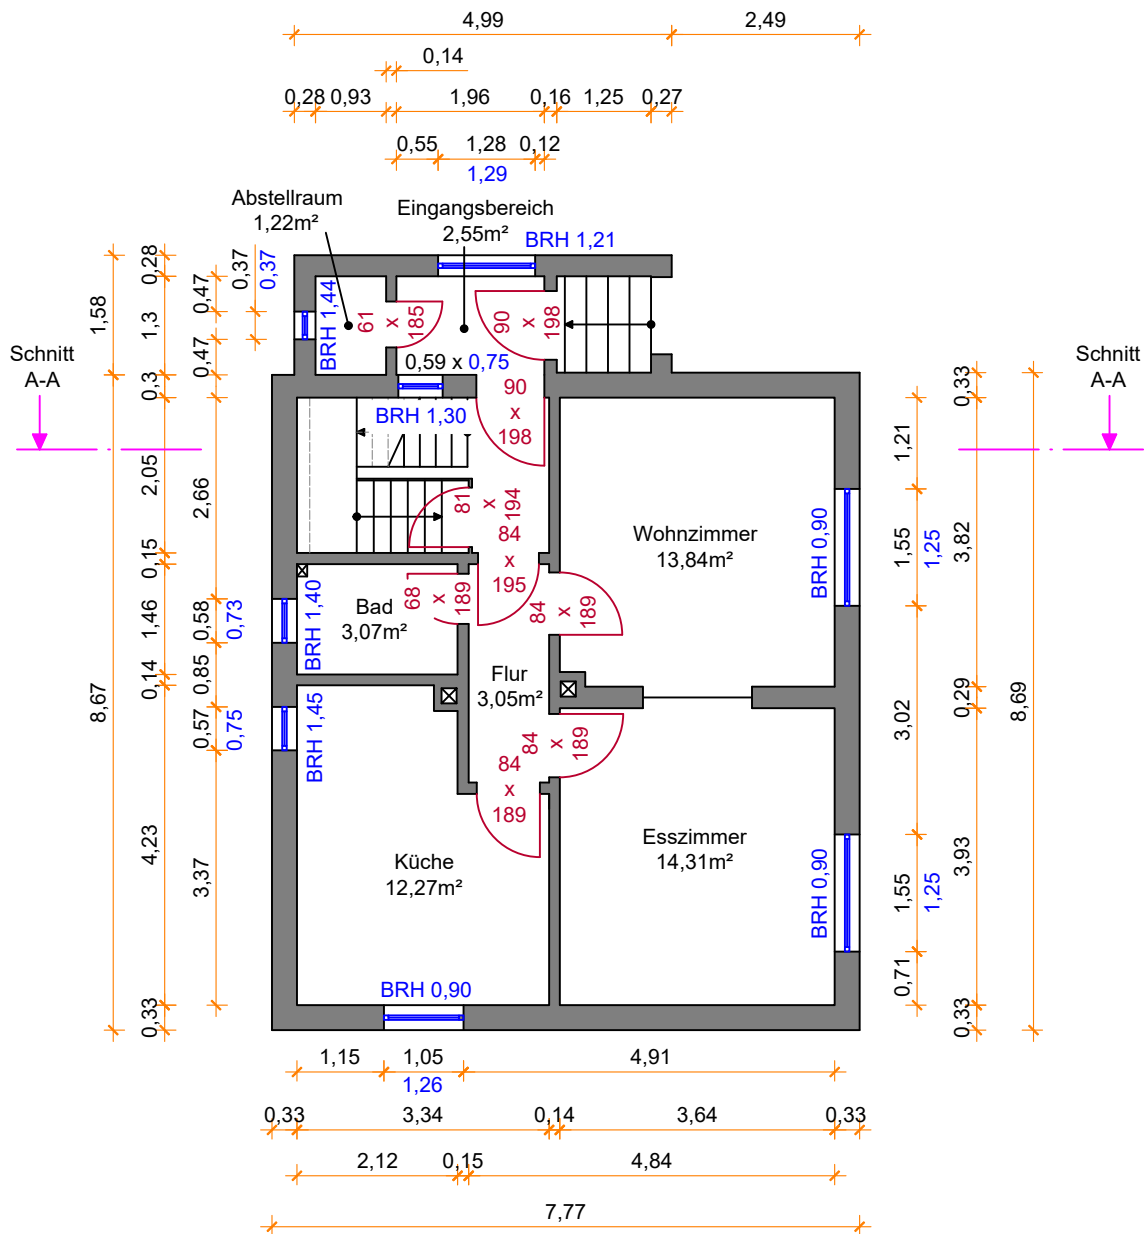 4,99
2,49
0,14
0,28
0,93
1,96
0,16
1,25
0,27
0,55
1,28
0,12
1,29
Abstellraum
1,22m²
Eingangsbereich
2,55m²
BRH 1,21
0,28
0,37
0,37
0,47
1,58
1,3
BRH 1,44
61
x
185
90
x
198
0,47
0,59 x 0,75
Schnitt
A-A
Schnitt
A-A
0,3
0,33
90
x
198
BRH 1,30
2,05
2,66
1,21
81
x
194
84
x
195
Wohnzimmer
13,84m²
BRH 0,90
1,55
1,25
3,82
0,15
BRH 1,40
68
x
189
Bad
3,07m²
84
x
189
1,46
0,58
0,73
0,14
0,85
Flur
3,05m²
8,67
0,57
0,75
BRH 1,45
3,02
0,29
8,69
84
x
189
84
x
189
4,23
3,37
Küche
12,27m²
Esszimmer
14,31m²
BRH 0,90
1,55
1,25
3,93
0,71
BRH 0,90
0,33
0,33
1,15
1,05
4,91
1,26
0,33
3,34
0,14
3,64
0,33
2,12
0,15
4,84
7,77